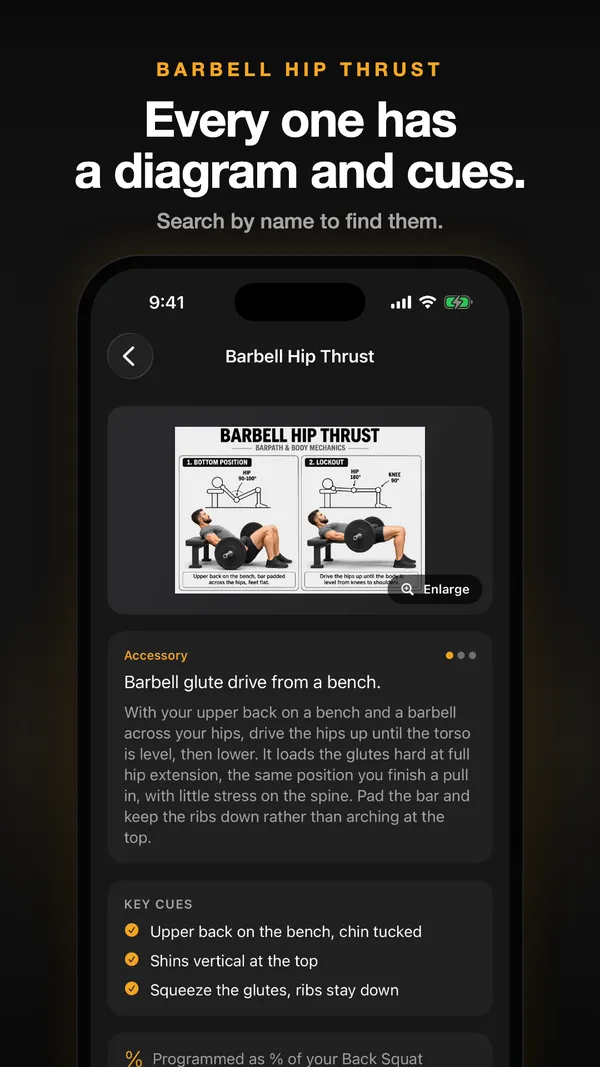 BARBELL HIP THRUST
Every one has
a diagram and cues.
Search by name to find them.
9:41
Barbell Hip Thrust
BARBELL HIP THRUST
BARPATH & BODY MECHANICS
1. BOTTOM POSITION
HIP
90-100°
Upper back on the bench, bar padded
across the hips, feet flat.
2. LOCKOUT
HIP
180°
KNEE
90°
Drive the hips up until the body is
level from knees to shoulders.
Enlarge
Accessory
Barbell glute drive from a bench.
With your upper back on a bench and a barbell
across your hips, drive the hips up until the torso
is level, then lower. It loads the glutes hard at full
hip extension, the same position you finish a pull
in, with little stress on the spine. Pad the bar and
keep the ribs down rather than arching at the
top.
KEY CUES
Upper back on the bench, chin tucked
Shins vertical at the top
Squeeze the glutes, ribs stay down
% Programmed as % of your Back Squat